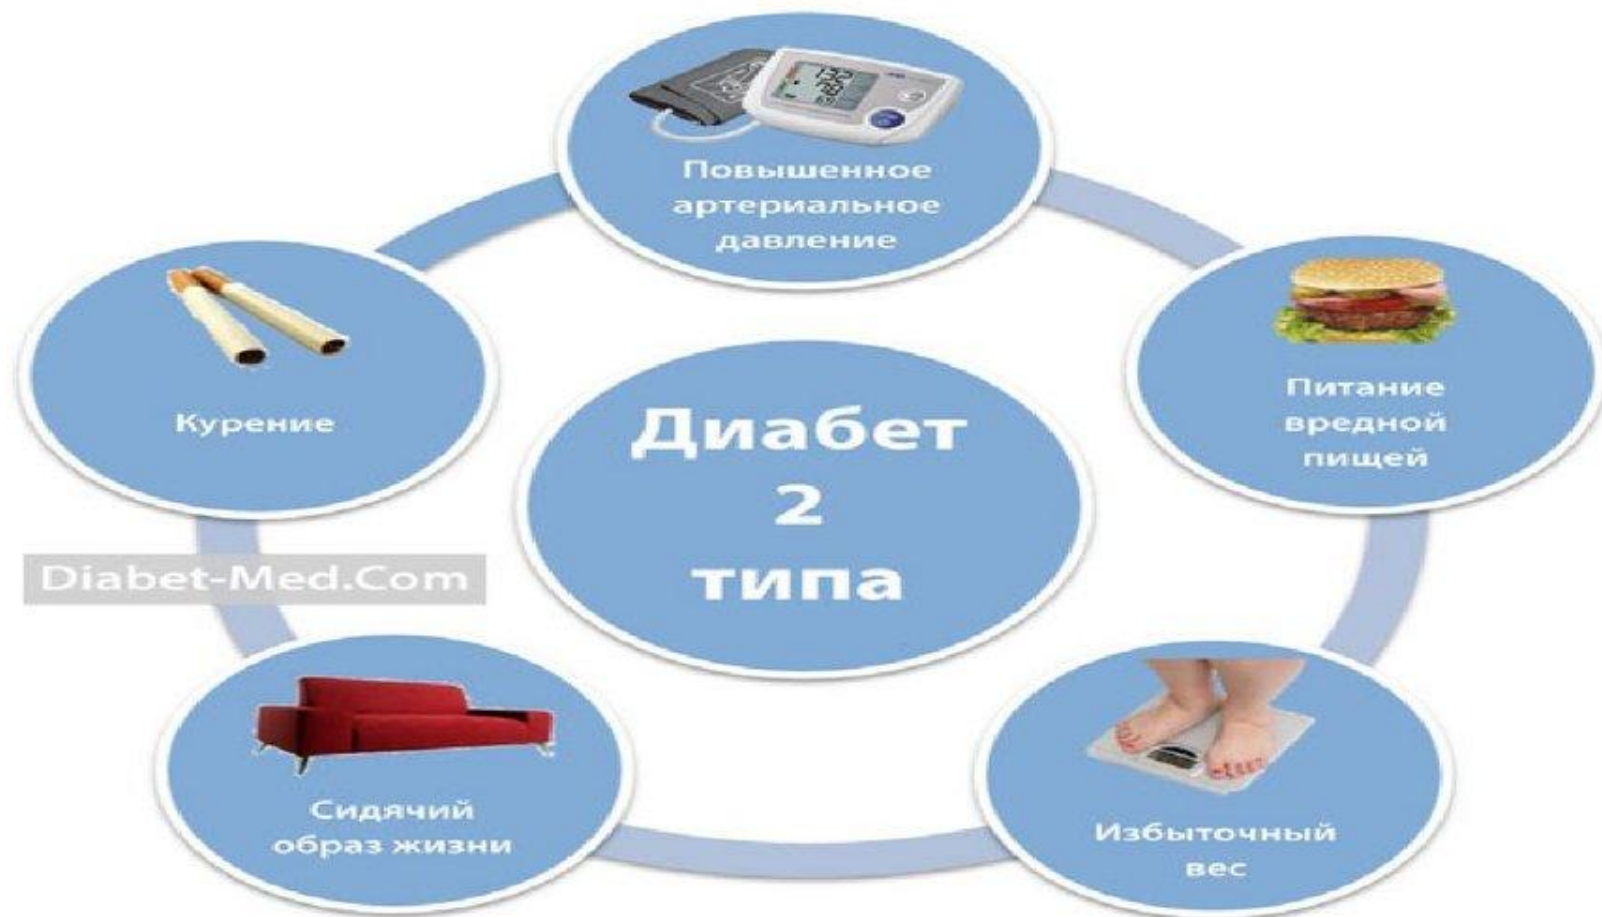 Повышенное
артериальное
давление
Курение
Питание
вредной
пищей
Диабет
2
типа
Diabet-Med.Com
Сидячий
образ жизни
Избыточный
вес